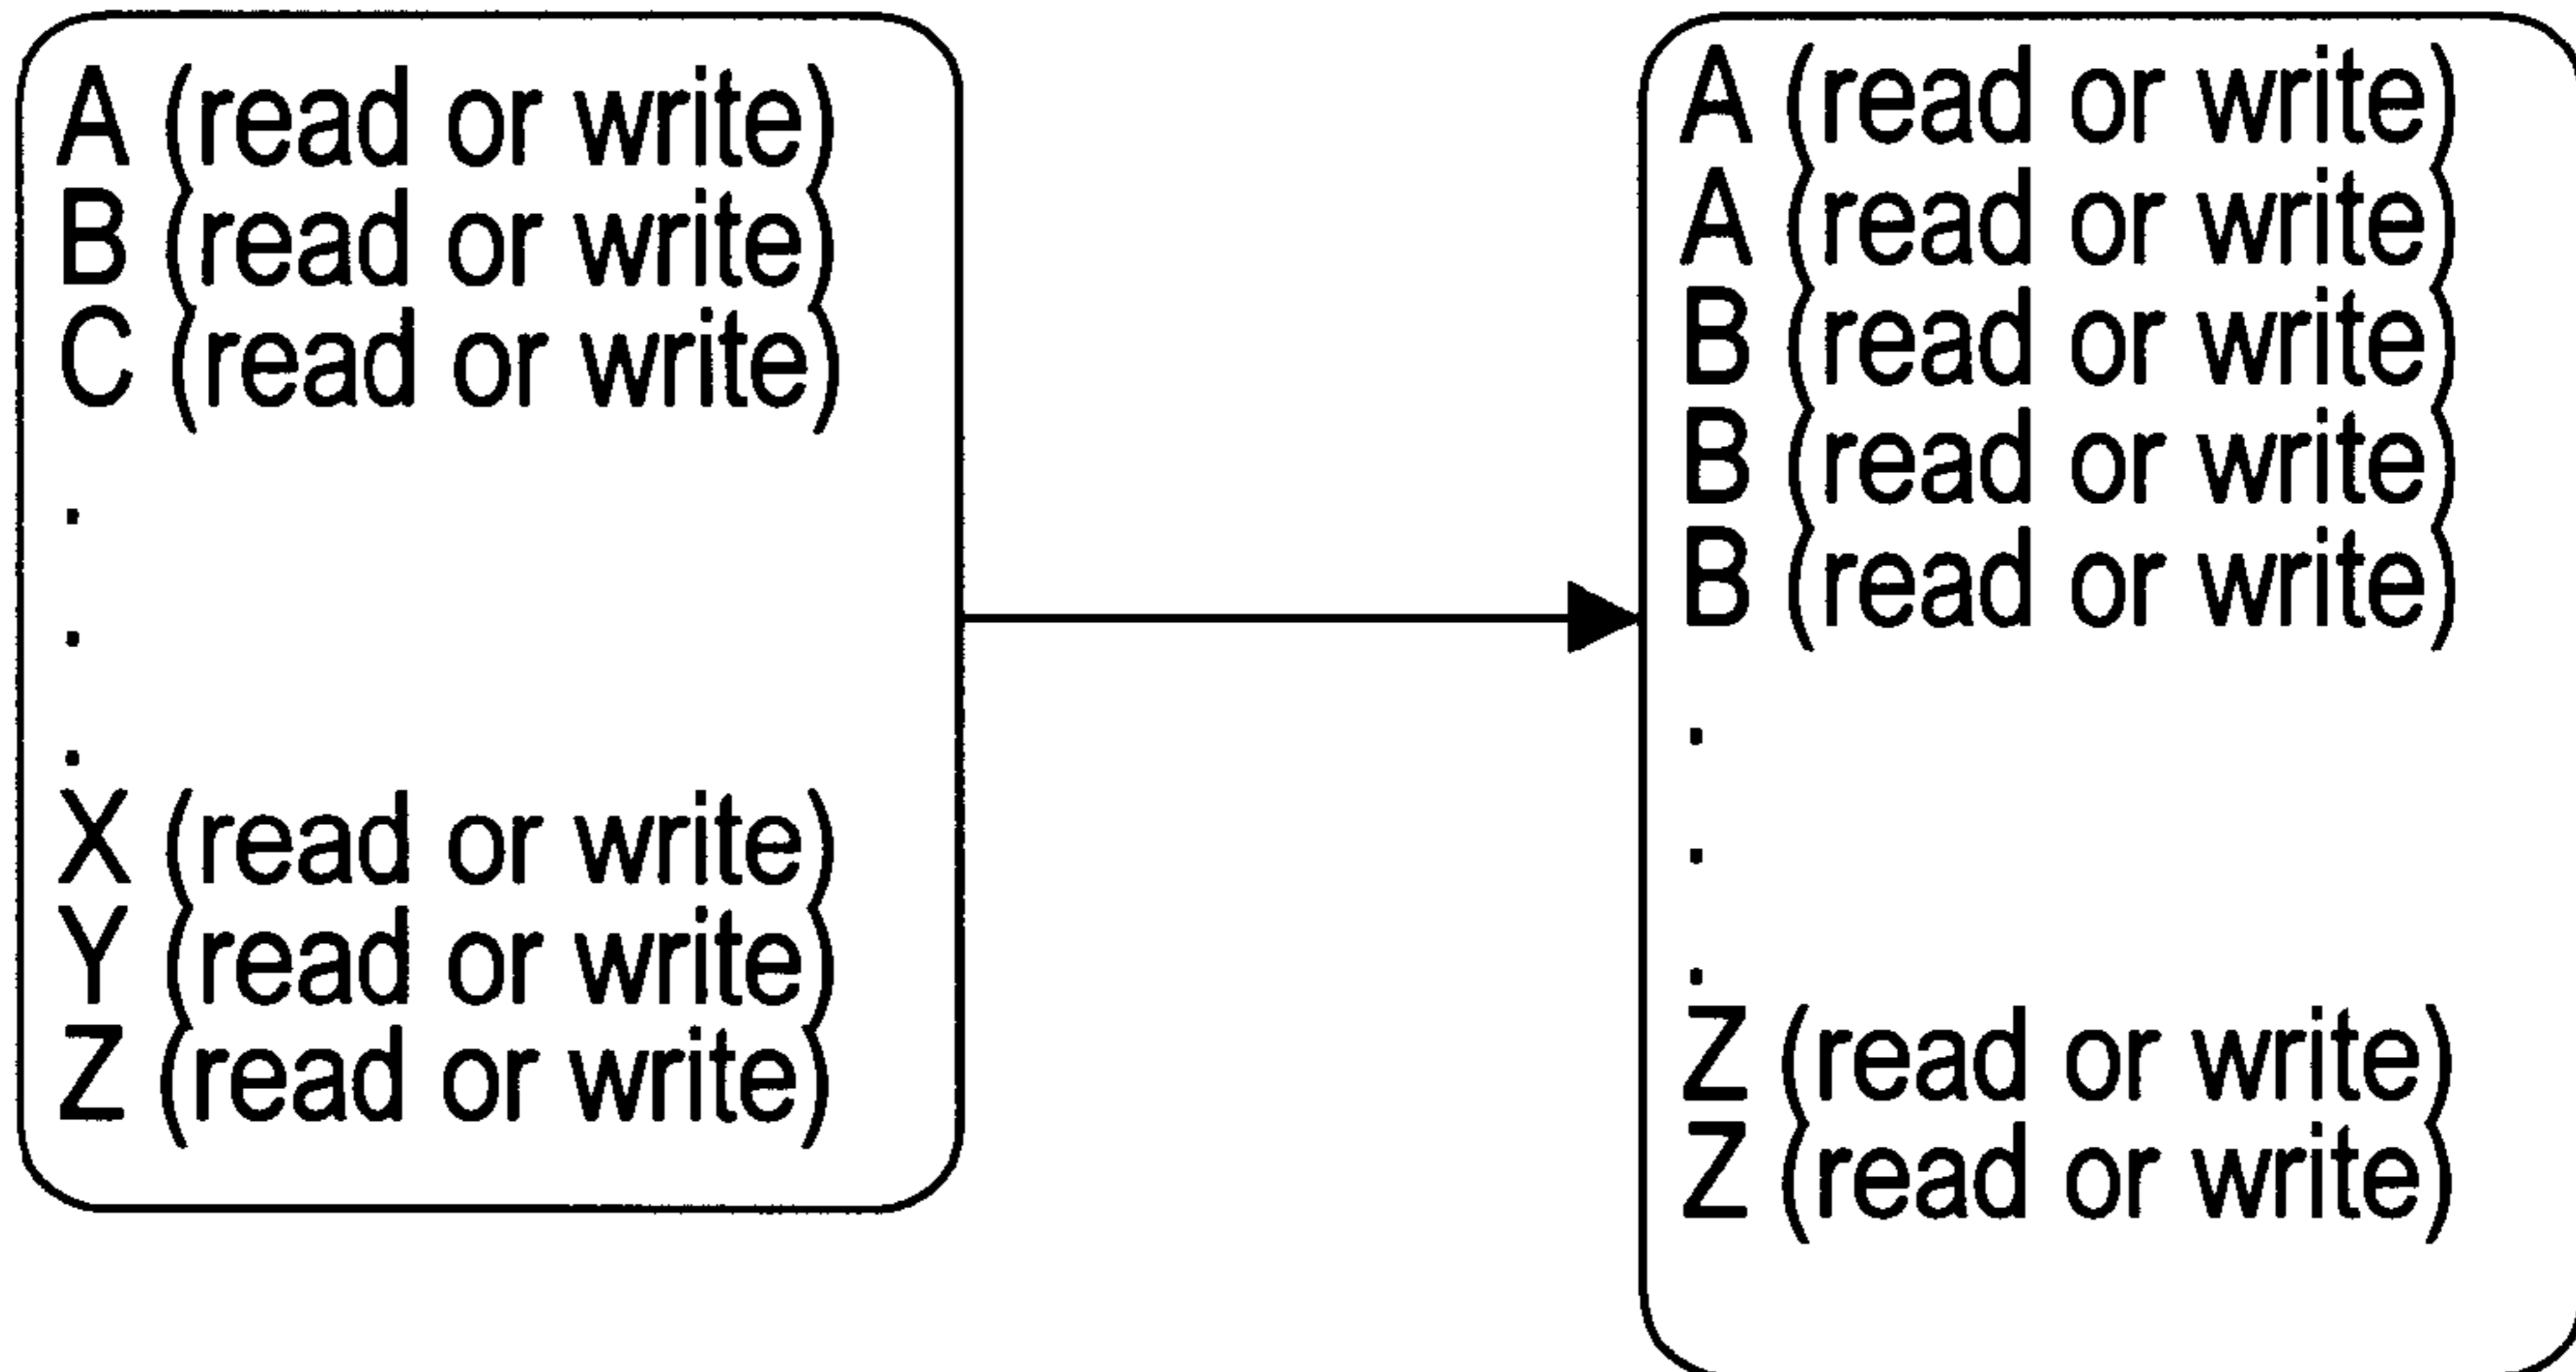 A (read or write)
B (read or write)
C (read or write)
.
.
.
X (read or write)
Y (read or write)
Z (read or write)
A (read or write)
A (read or write)
B (read or write)
B (read or write)
B (read or write)
.
.
.
Z (read or write)
Z (read or write)